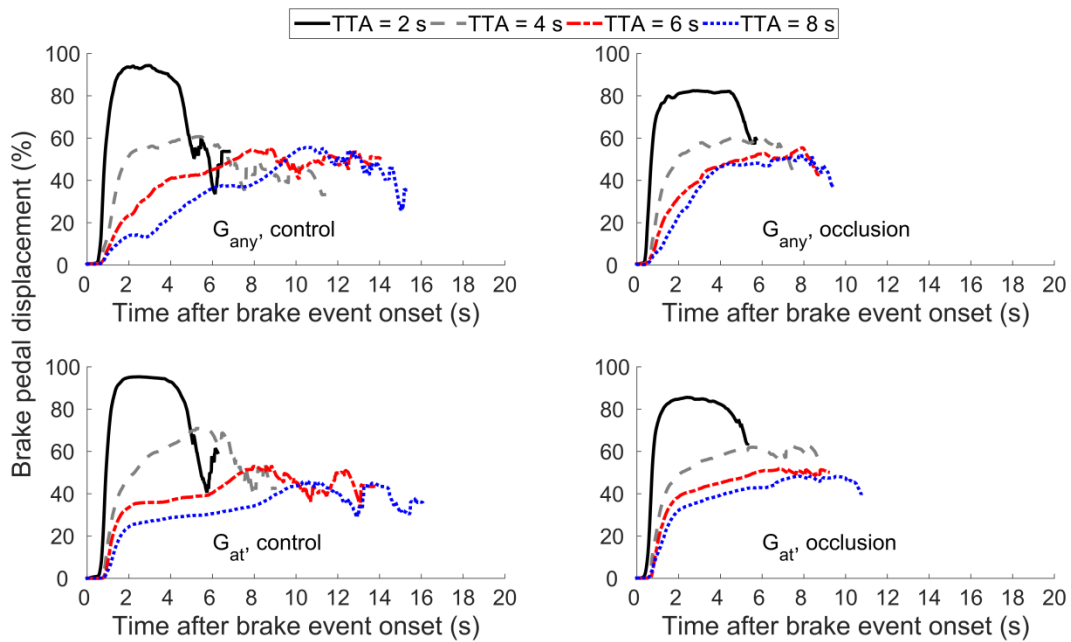 TTA = 2 s TTA = 4 s TTA = 6 s TTA = 8 s
Brake pedal displacement (%)
100
80
60
40
20
0
G_any, control
0 2 4 6 8 10 12 14 16 18 20
Time after brake event onset (s)
100
80
60
40
20
0
G_any, occlusion
0 2 4 6 8 10 12 14 16 18 20
Time after brake event onset (s)
100
80
60
40
20
0
G_at, control
0 2 4 6 8 10 12 14 16 18 20
Time after brake event onset (s)
100
80
60
40
20
0
G_at, occlusion
0 2 4 6 8 10 12 14 16 18 20
Time after brake event onset (s)